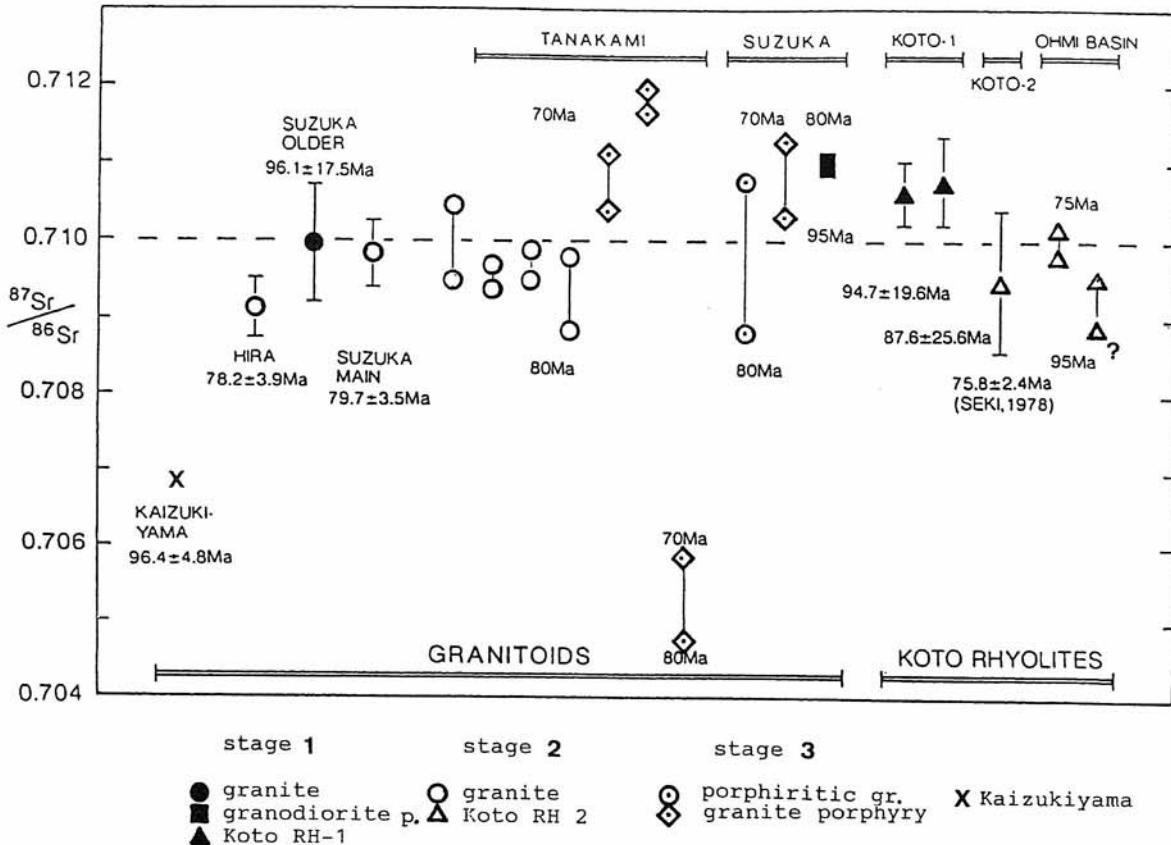 TANAKAMI
SUZUKA
KOTO-1
OHMI BASIN
KOTO-2
0.712
SUZUKA
OLDER
96.1±17.5Ma
70Ma
70Ma
80Ma
75Ma
0.710
95Ma
94.7±19.6Ma
87Sr
86Sr
HIRA
78.2±3.9Ma
SUZUKA
MAIN
79.7±3.5Ma
80Ma
80Ma
87.6±25.6Ma
95Ma
?
75.8±2.4Ma
(SEKI, 1978)
0.708
X
KAIZUKI-
YAMA
96.4±4.8Ma
0.706
70Ma
80Ma
GRANITOIDS
KOTO RHYOLITES
0.704
stage 1
stage 2
stage 3
granite
granite
porphiritic gr.
X Kaizukiyama
granodiorite p.
Koto RH 2
granite porphyry
Koto RH-1